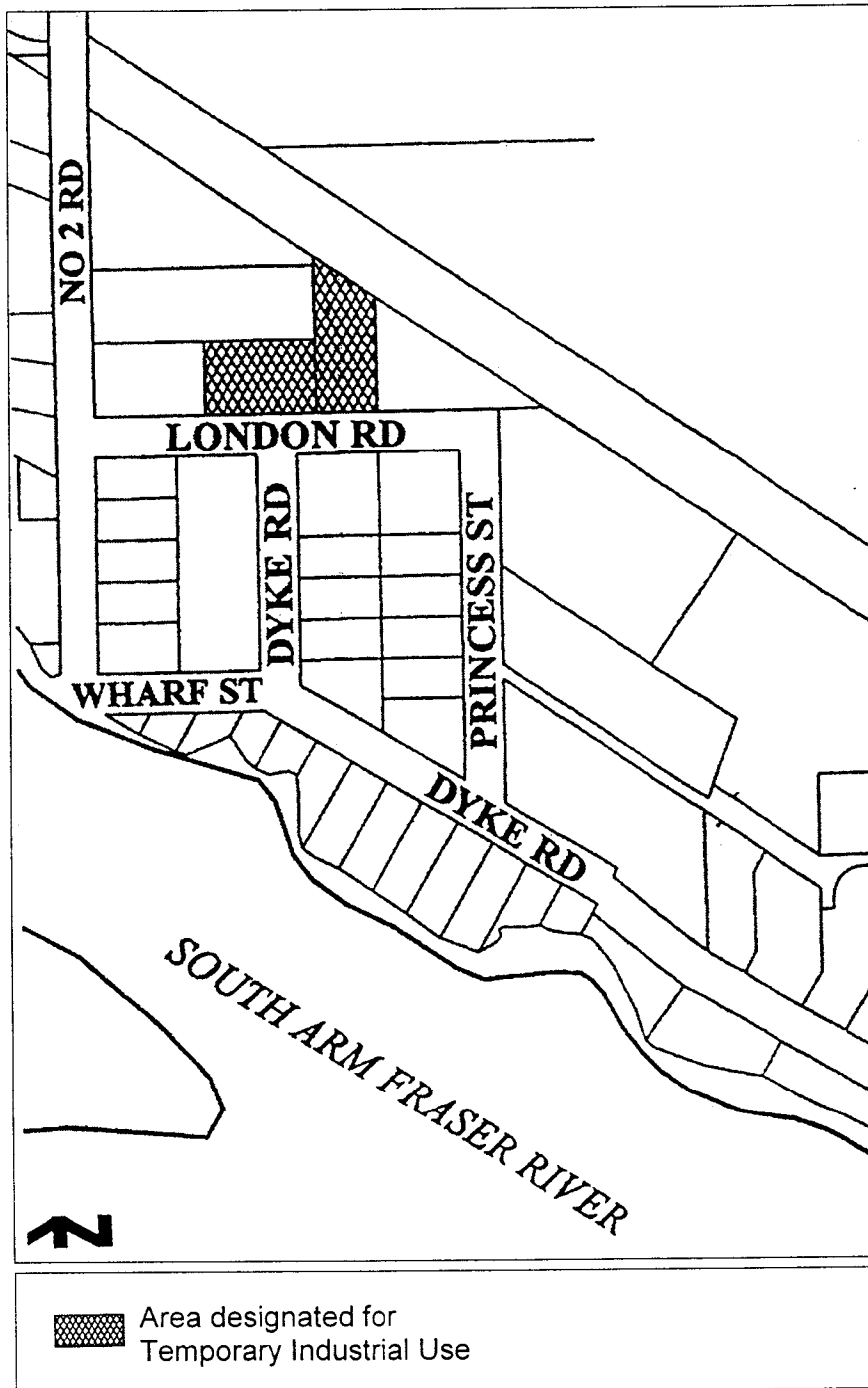 NO 2 RD
LONDON RD
DYKE RD
PRINCESS ST
WHARF ST
DYKE RD
SOUTH ARM FRASER RIVER
N
Area designated for
Temporary Industrial Use